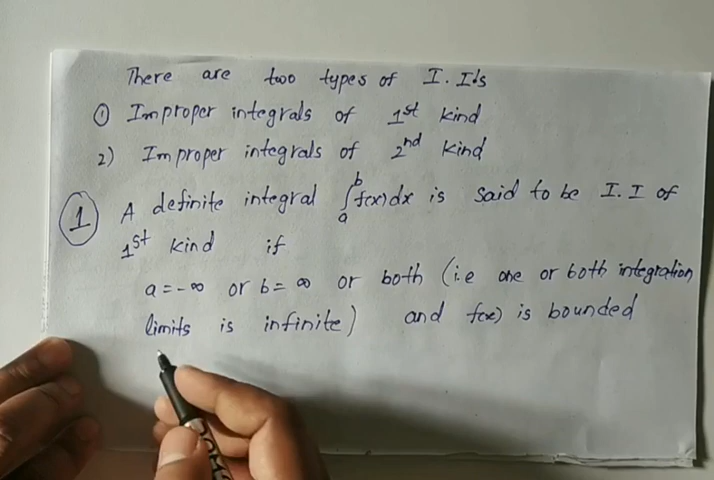 There are two types of I.I's
① Improper integrals of 1st kind
2) Improper integrals of 2nd kind
① A definite integral ∫_a^b f(x)dx is said to be I.I of
1st kind if
a = -∞ or b = ∞ or both (i.e one or both integration
limits is infinite) and f(x) is bounded